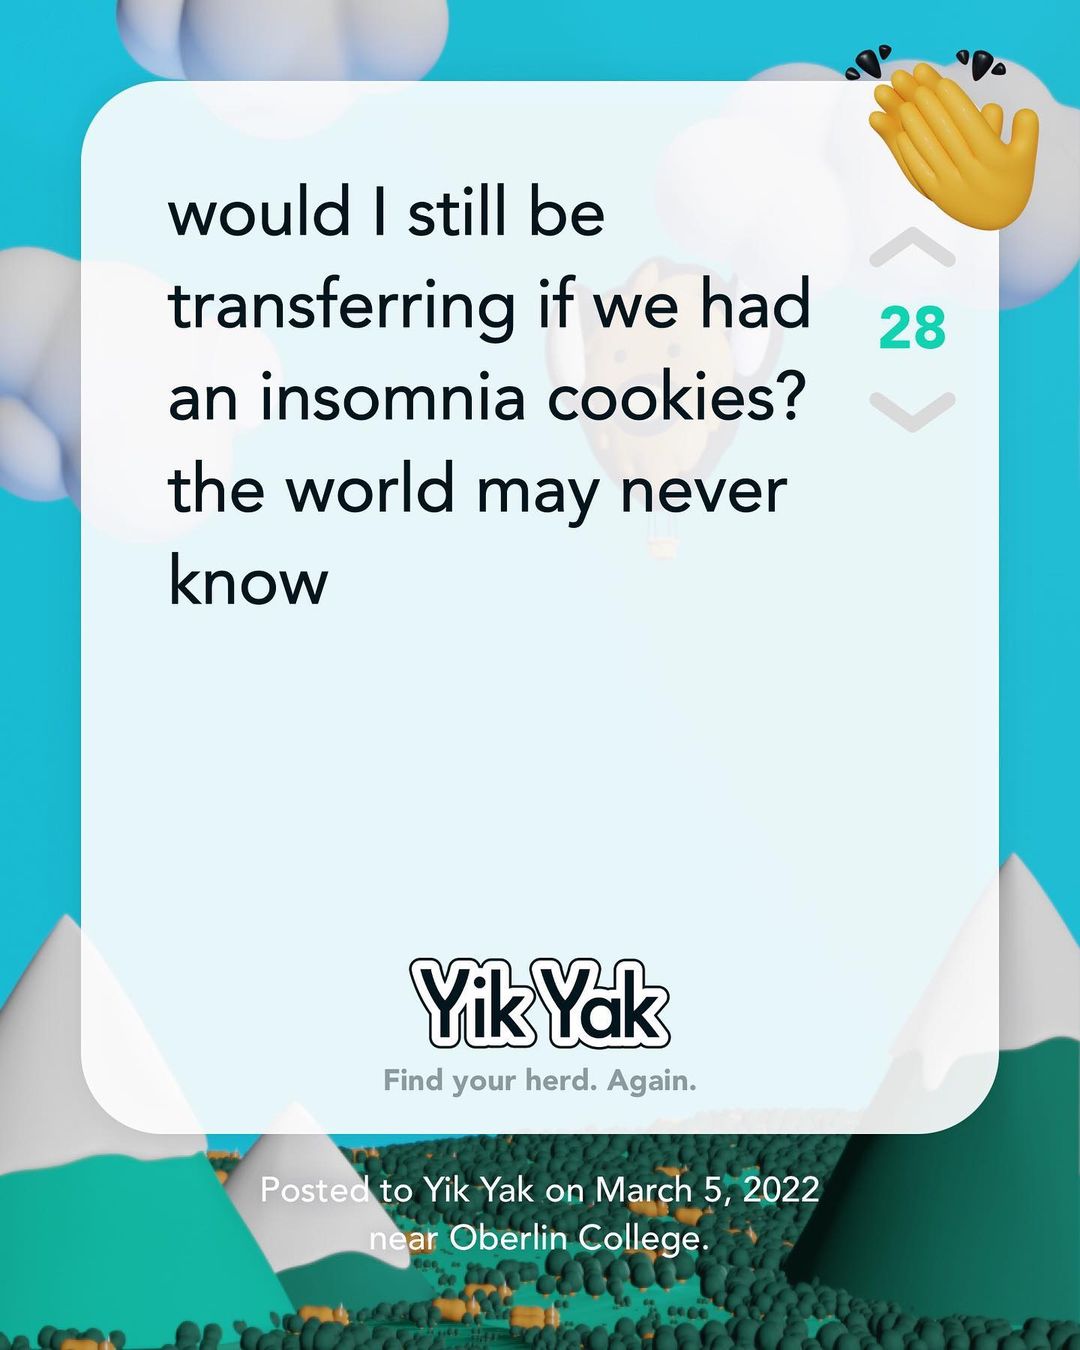 would I still be
transferring if we had
an insomnia cookies?
the world may never
know
28
Yik Yak
Find your herd. Again.
Posted to Yik Yak on March 5, 2022
near Oberlin College.